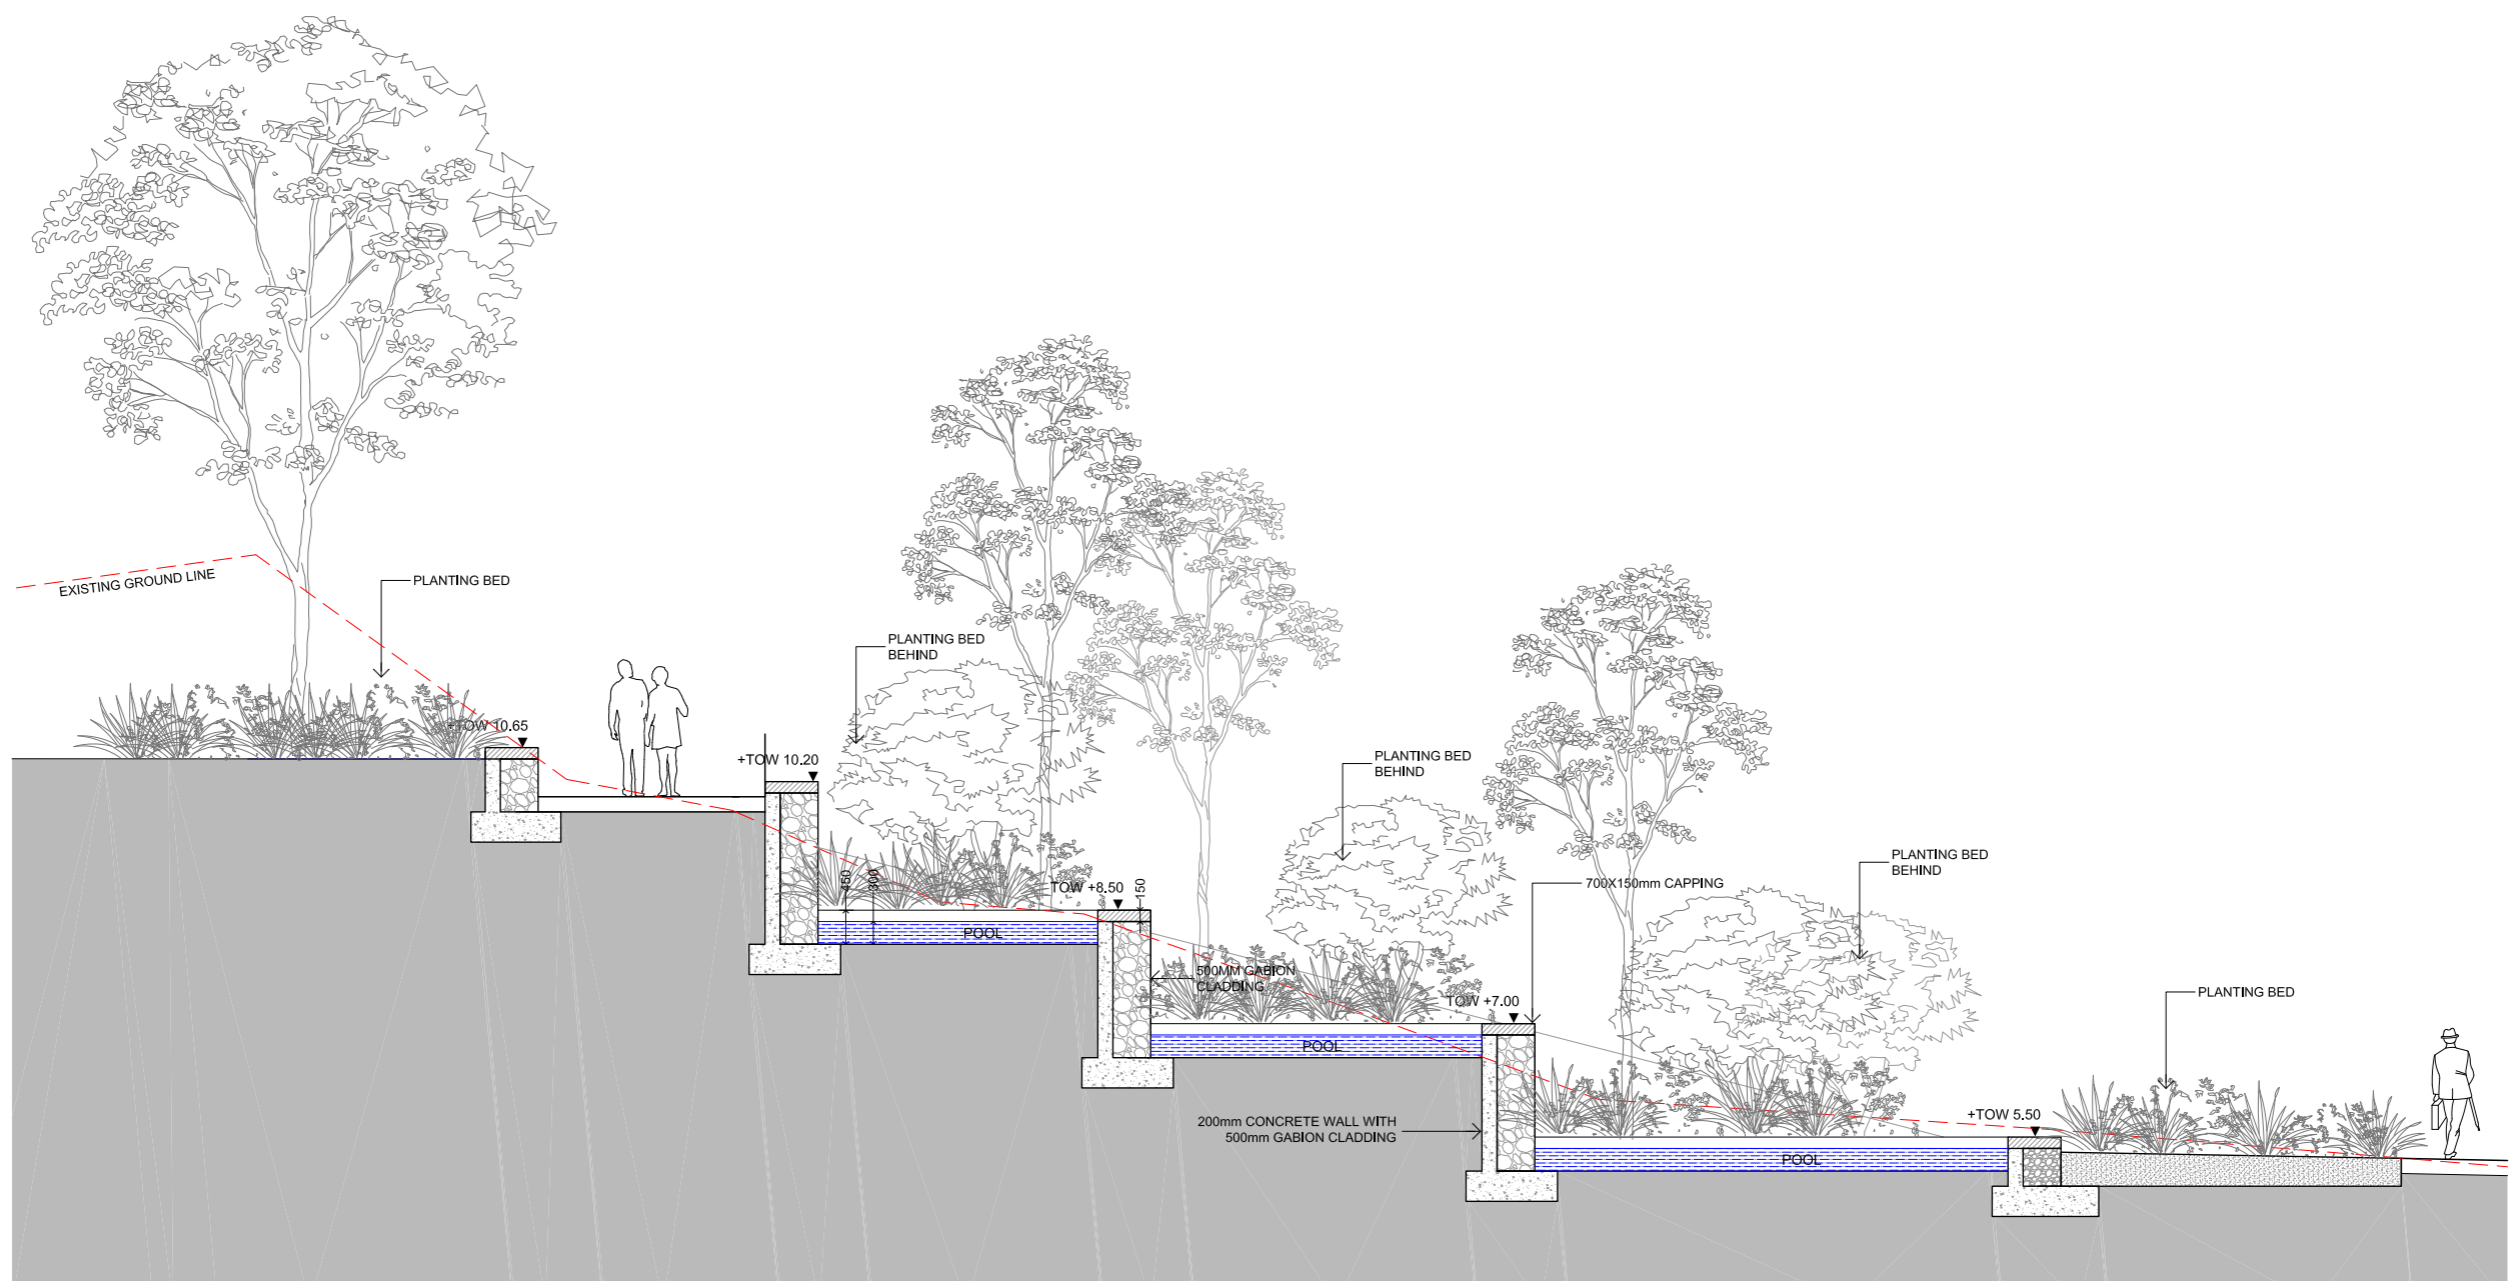 EXISTING GROUND LINE
PLANTING BED
+TOW 10.65
PLANTING BED
BEHIND
+TOW 10.20
450
300
POOL
TOW +8.50
150
500MM GABION
CLADDING
PLANTING BED
BEHIND
TOW +7.00
700X150mm CAPPING
POOL
200mm CONCRETE WALL WITH
500mm GABION CLADDING
PLANTING BED
BEHIND
POOL
+TOW 5.50
PLANTING BED